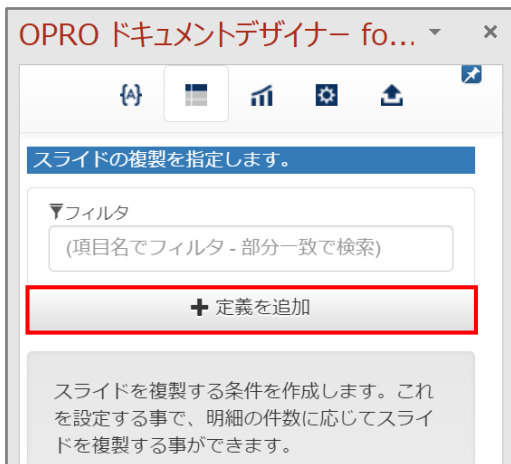 OPRO ドキュメントデザイナー fo...
{A}
スライドの複製を指定します。
フィルタ
(項目名でフィルタ - 部分一致で検索)
定義を追加
スライドを複製する条件を作成します。これ
を設定する事で、明細の件数に応じてスライ
ドを複製する事ができます。